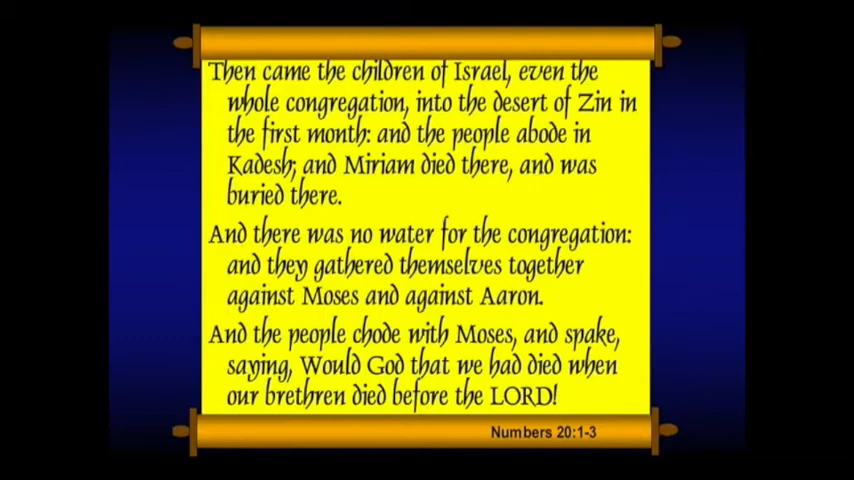 Then came the children of Israel, even the
whole congregation, into the desert of Zin in
the first month: and the people abode in
Kadesh; and Miriam died there, and was
buried there.
And there was no water for the congregation:
and they gathered themselves together
against Moses and against Aaron.
And the people chode with Moses, and spake,
saying, Would God that we had died when
our brethren died before the LORD!
Numbers 20:1-3